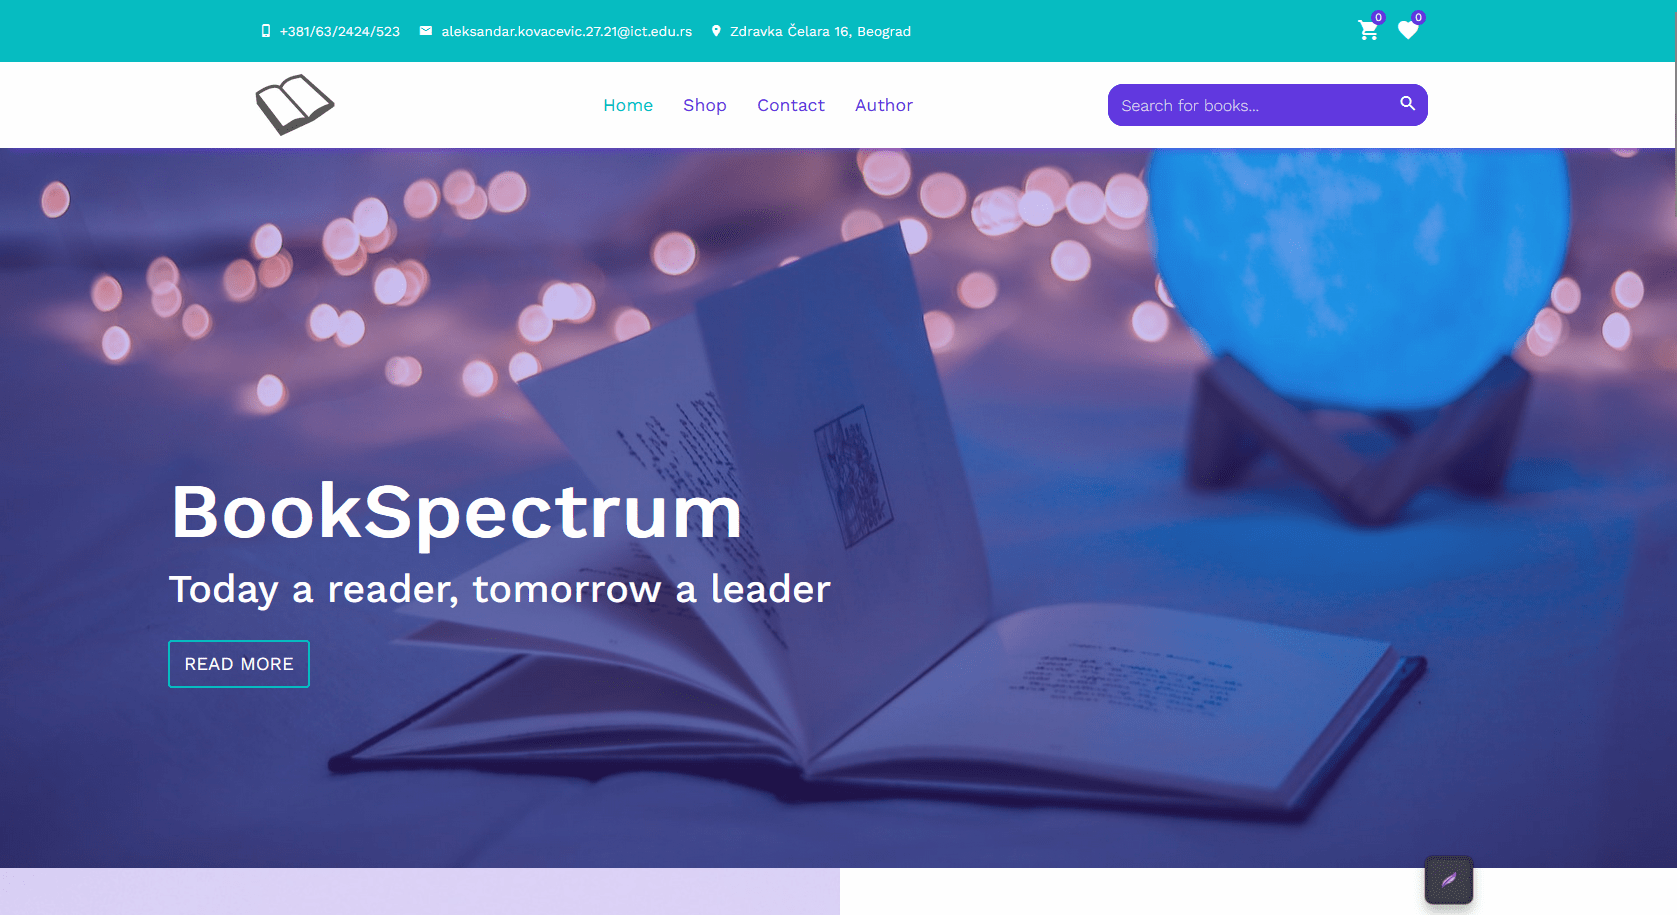 +381/63/2424/523 aleksandar.kovacevic.27.21@ict.edu.rs Zdravka Čelara 16, Beograd 0 0
Home Shop Contact Author Search for books...
BookSpectrum
Today a reader, tomorrow a leader
READ MORE